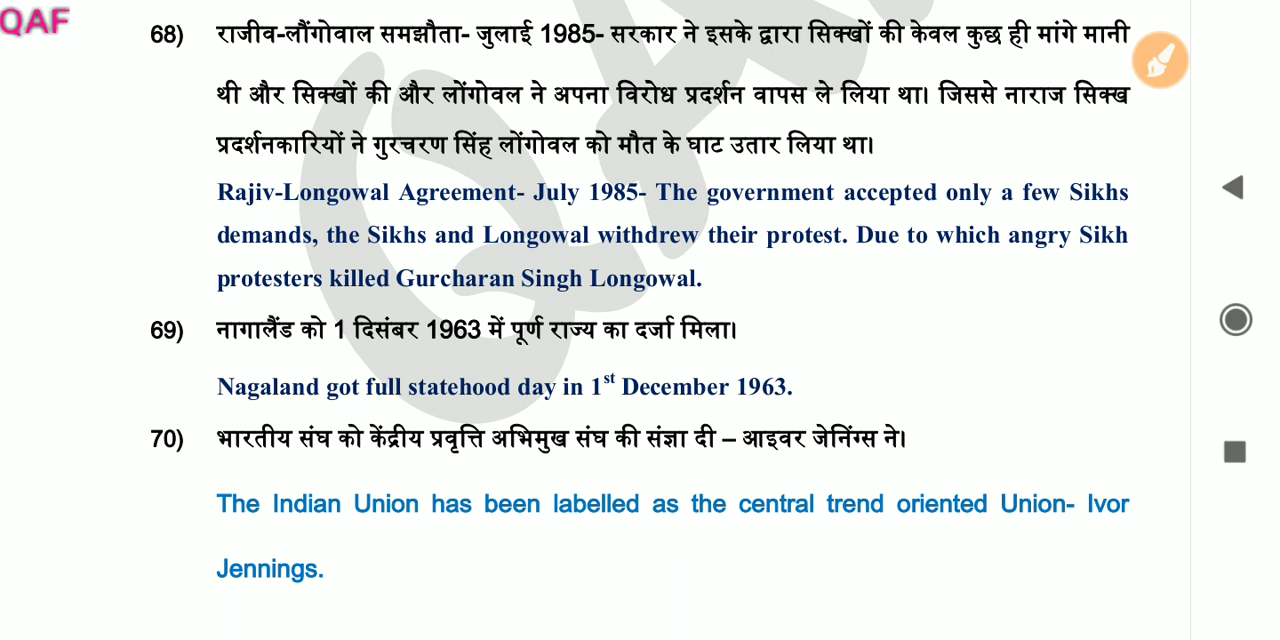 QAF
68) राजीव-लौंगोवाल समझौता- जुलाई 1985- सरकार ने इसके द्वारा सिक्खों की केवल कुछ ही मांगे मानी
थी और सिक्खों की और लोंगोवल ने अपना विरोध प्रदर्शन वापस ले लिया था। जिससे नाराज सिक्ख
प्रदर्शनकारियों ने गुरचरण सिंह लोंगोवल को मौत के घाट उतार लिया था।
Rajiv-Longowal Agreement- July 1985- The government accepted only a few Sikhs
demands, the Sikhs and Longowal withdrew their protest. Due to which angry Sikh
protesters killed Gurcharan Singh Longowal.
69) नागालैंड को 1 दिसंबर 1963 में पूर्ण राज्य का दर्जा मिला।
Nagaland got full statehood day in 1st December 1963.
70) भारतीय संघ को केंद्रीय प्रवृत्ति अभिमुख संघ की संज्ञा दी – आइवर जेनिंग्स ने।
The Indian Union has been labelled as the central trend oriented Union- Ivor
Jennings.